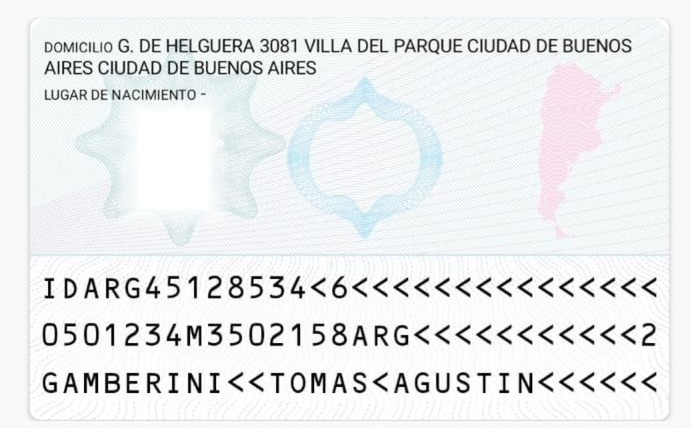 DOMICILIO G. DE HELGUERA 3081 VILLA DEL PARQUE CIUDAD DE BUENOS
AIRES CIUDAD DE BUENOS AIRES
LUGAR DE NACIMIENTO -
IDARG45128534<6<<<<<<<<<<<<<<<
0501234M3502158ARG<<<<<<<<<<<2
GAMBERINI<<TOMAS<AGUSTIN<<<<<<